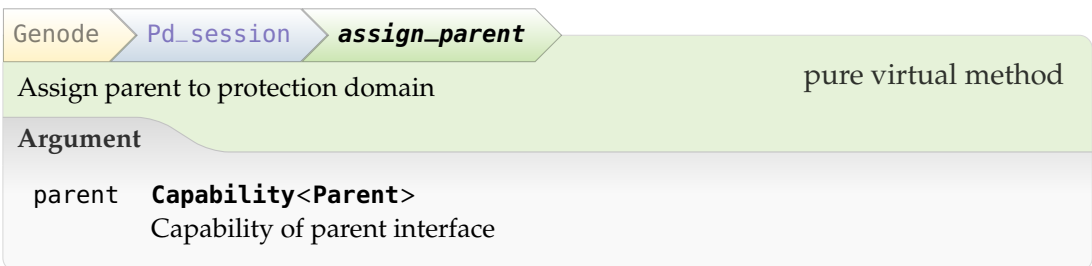 Genode Pd_session assign_parent
Assign parent to protection domain pure virtual method
Argument
parent Capability<Parent>
Capability of parent interface